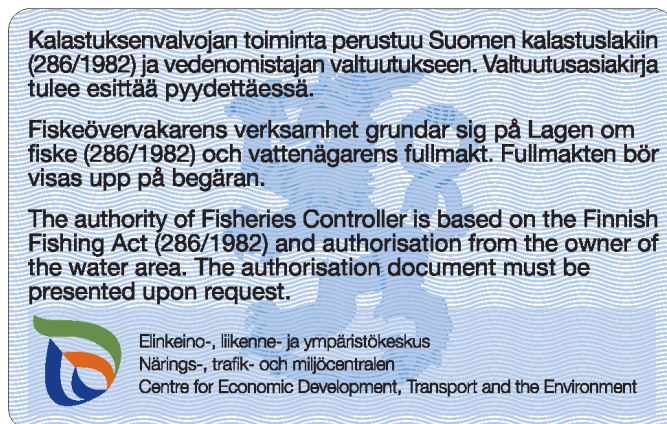 Kalastuksenvalvojan toiminta perustuu Suomen kalastuslakiin
(286/1982) ja vedenomistajan valtuutukseen. Valtuutusasiakirja
tulee esittää pyydettäessä.
Fiskeövervakarens verksamhet grundar sig på Lagen om
fiske (286/1982) och vattenägarens fullmakt. Fullmakten bör
visas upp på begäran.
The authority of Fisheries Controller is based on the Finnish
Fishing Act (286/1982) and authorisation from the owner of
the water area. The authorisation document must be
presented upon request.
Elinkeino-, liikenne- ja ympäristökeskus
Närings-, trafik- och miljöcentralen
Centre for Economic Development, Transport and the Environment